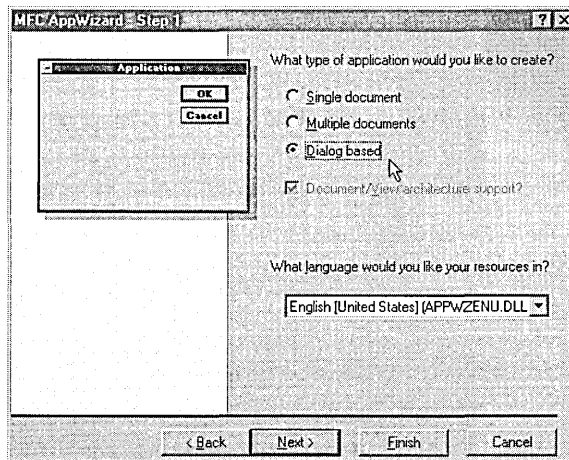 MFC AppWizard - Step 1
Application
OK
Cancel
What type of application would you like to create?
Single document
Multiple documents
Dialog based
Document/View architecture support?
What language would you like your resources in?
English [United States] (APPWZENU.DLL
< Back
Next >
Finish
Cancel